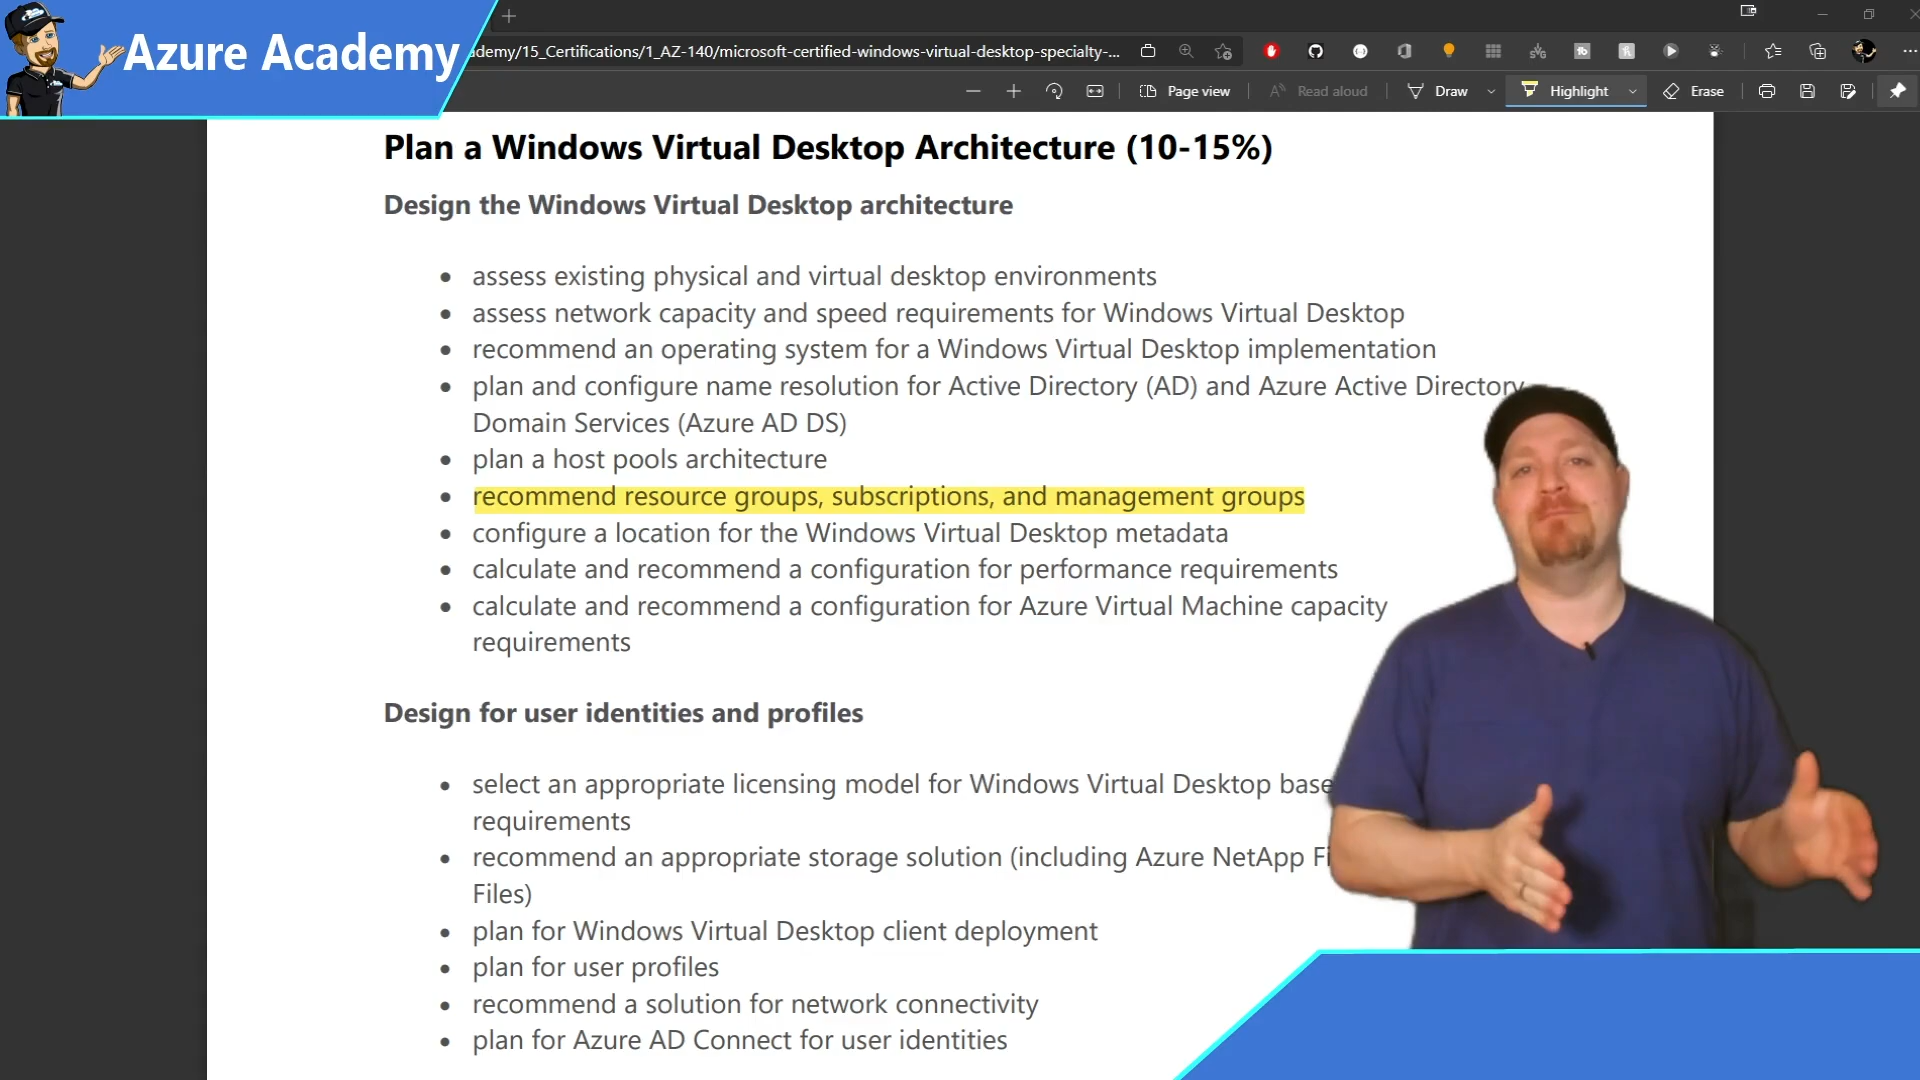 Azure Academy
demy/15_Certifications/1_AZ-140/microsoft-certified-windows-virtual-desktop-specialty-...
Page view
Read aloud
Draw
Highlight
Erase
Plan a Windows Virtual Desktop Architecture (10-15%)
Design the Windows Virtual Desktop architecture
• assess existing physical and virtual desktop environments
• assess network capacity and speed requirements for Windows Virtual Desktop
• recommend an operating system for a Windows Virtual Desktop implementation
• plan and configure name resolution for Active Directory (AD) and Azure Active Directory
Domain Services (Azure AD DS)
• plan a host pools architecture
• recommend resource groups, subscriptions, and management groups
• configure a location for the Windows Virtual Desktop metadata
• calculate and recommend a configuration for performance requirements
• calculate and recommend a configuration for Azure Virtual Machine capacity
requirements
Design for user identities and profiles
• select an appropriate licensing model for Windows Virtual Desktop base
requirements
• recommend an appropriate storage solution (including Azure NetApp Fi
Files)
• plan for Windows Virtual Desktop client deployment
• plan for user profiles
• recommend a solution for network connectivity
• plan for Azure AD Connect for user identities